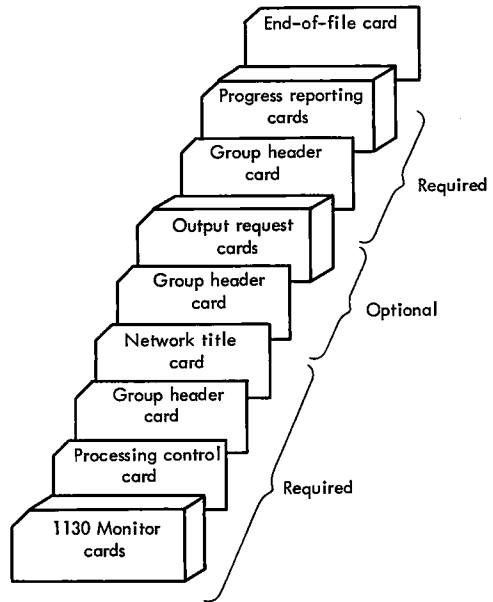 End-of-file card
Progress reporting
cards
Group header
card
Required
Output request
cards
Group header
card
Optional
Network title
card
Group header
card
Processing control
card
Required
1130 Monitor
cards